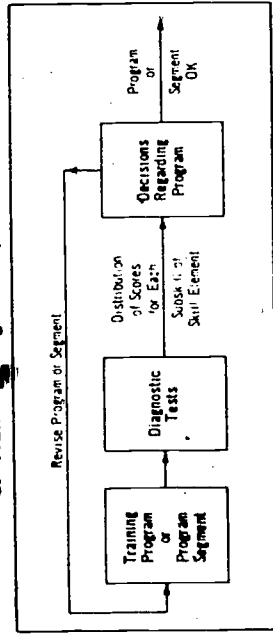 Revise Program or Segment
Training
Program
or
Program
Segment
Diagnostic
Tests
Distribution
of Scores
for Each
Subskill of
Skill Element
Decisions
Regarding
Program
Program
or
Segment
OK